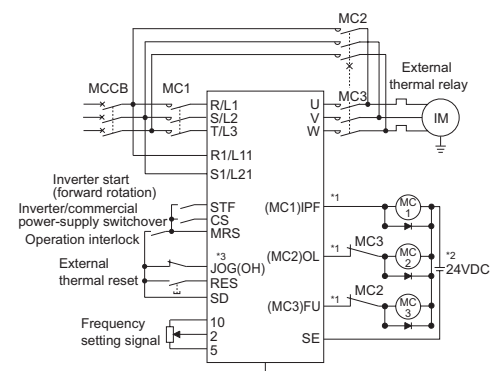 MC2
MCCB
MC1
External
thermal relay
MC3
R/L1
S/L2
T/L3
U
V
W
IM
R1/L11
S1/L21
Inverter start
(forward rotation)
Inverter/commercial
power-supply switchover
Operation interlock
STF
CS
MRS
(MC1)IPF
*1
MC
1
External
thermal reset
*3
JOG(OH)
RES
SD
(MC2)OL
*1
MC3
MC
2
*2
24VDC
(MC3)FU
*1
MC2
MC
3
Frequency
setting signal
10
2
5
SE